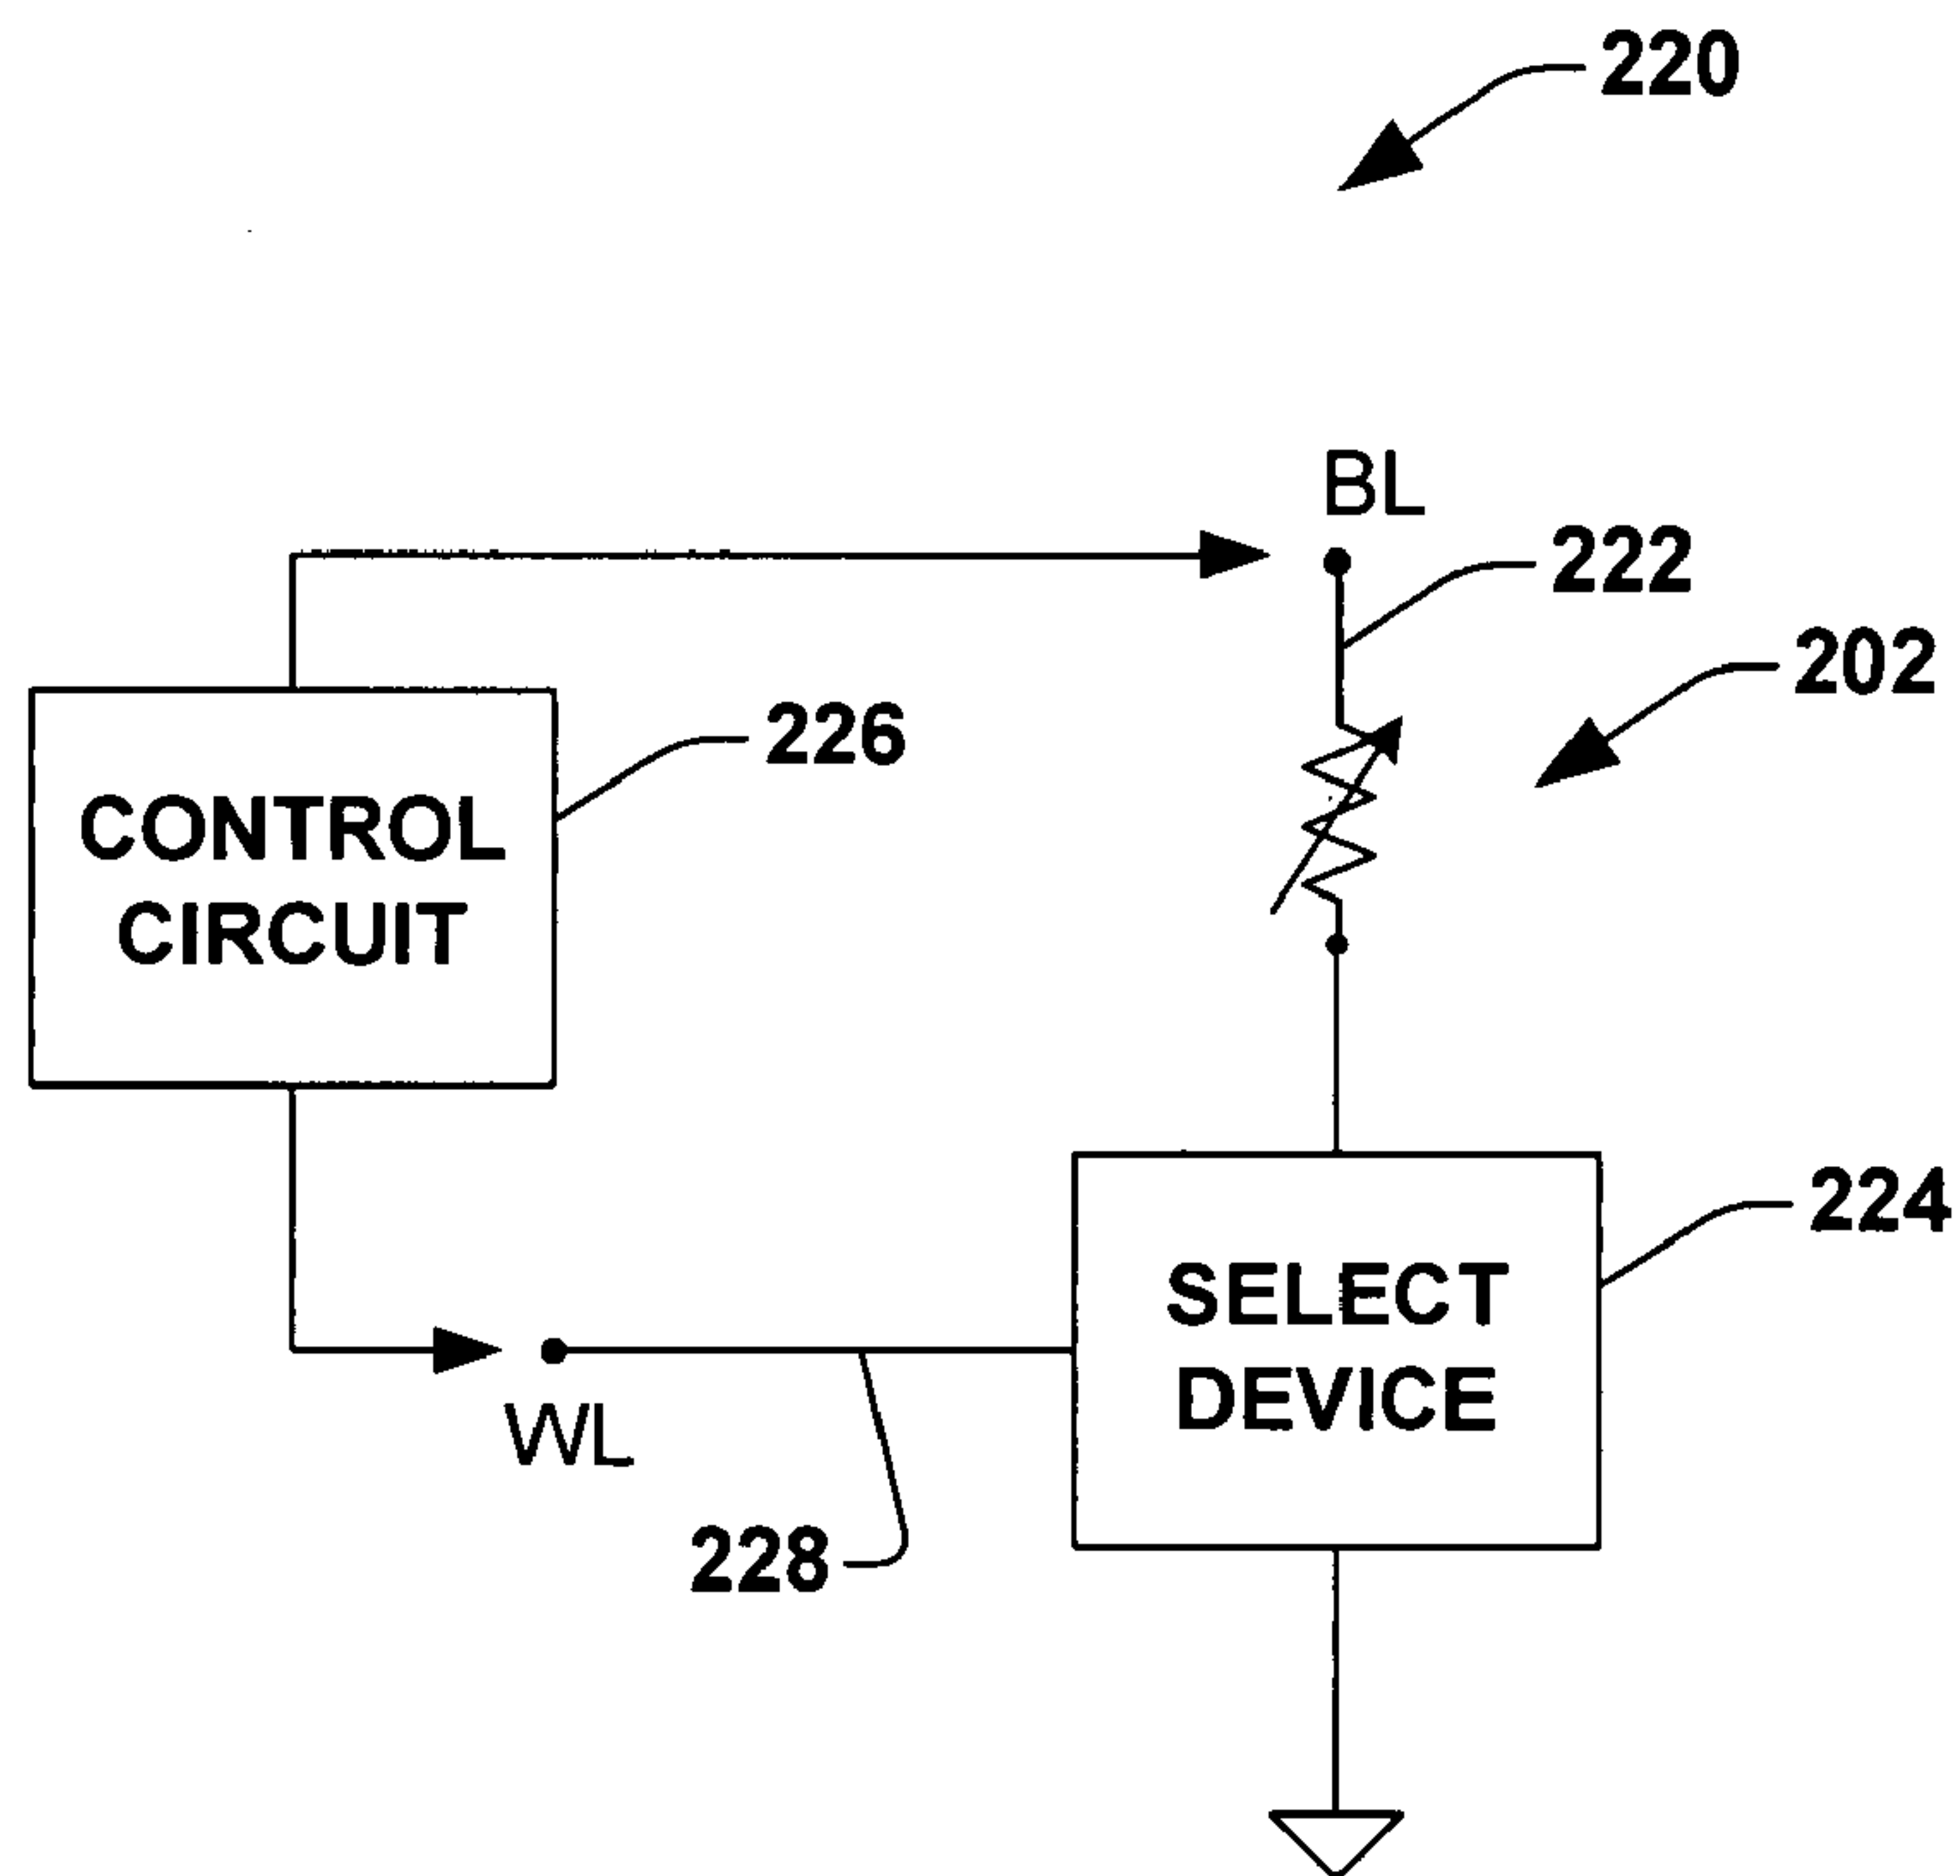 220
BL
222
202
226
CONTROL
CIRCUIT
224
SELECT
DEVICE
WL
228